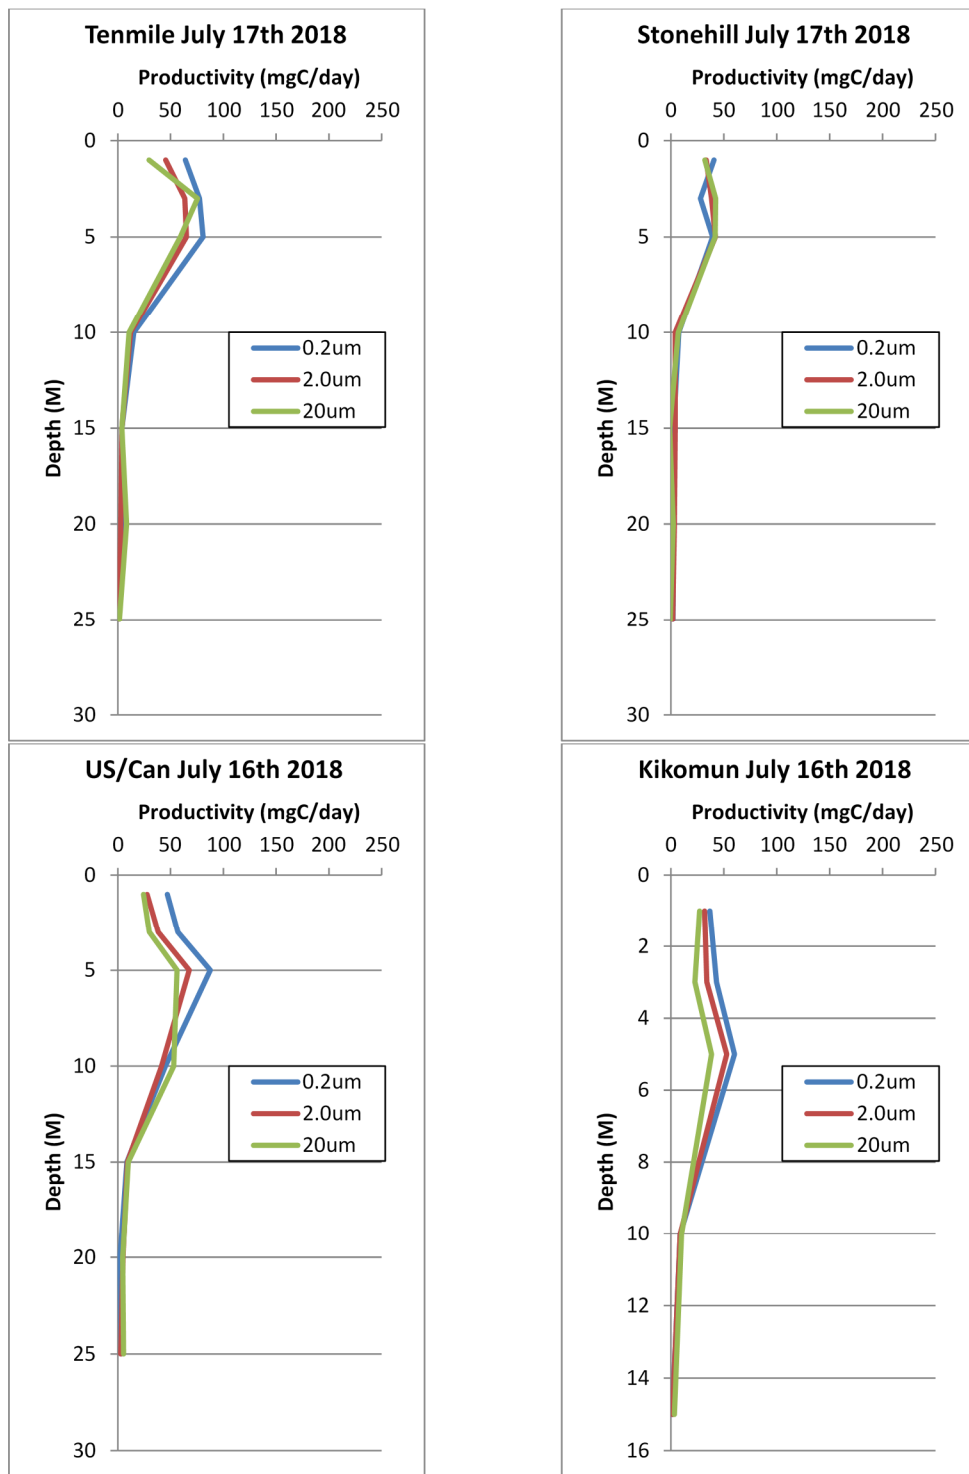 Tenmile July 17th 2018
Productivity (mgC/day)
0 50 100 150 200 250
0
5
10
15
20
25
30
Depth (M)
0.2um
2.0um
20um
Stonehill July 17th 2018
Productivity (mgC/day)
0 50 100 150 200 250
0
5
10
15
20
25
30
Depth (M)
0.2um
2.0um
20um
US/Can July 16th 2018
Productivity (mgC/day)
0 50 100 150 200 250
0
5
10
15
20
25
30
Depth (M)
0.2um
2.0um
20um
Kikomun July 16th 2018
Productivity (mgC/day)
0 50 100 150 200 250
0
2
4
6
8
10
12
14
16
Depth (M)
0.2um
2.0um
20um